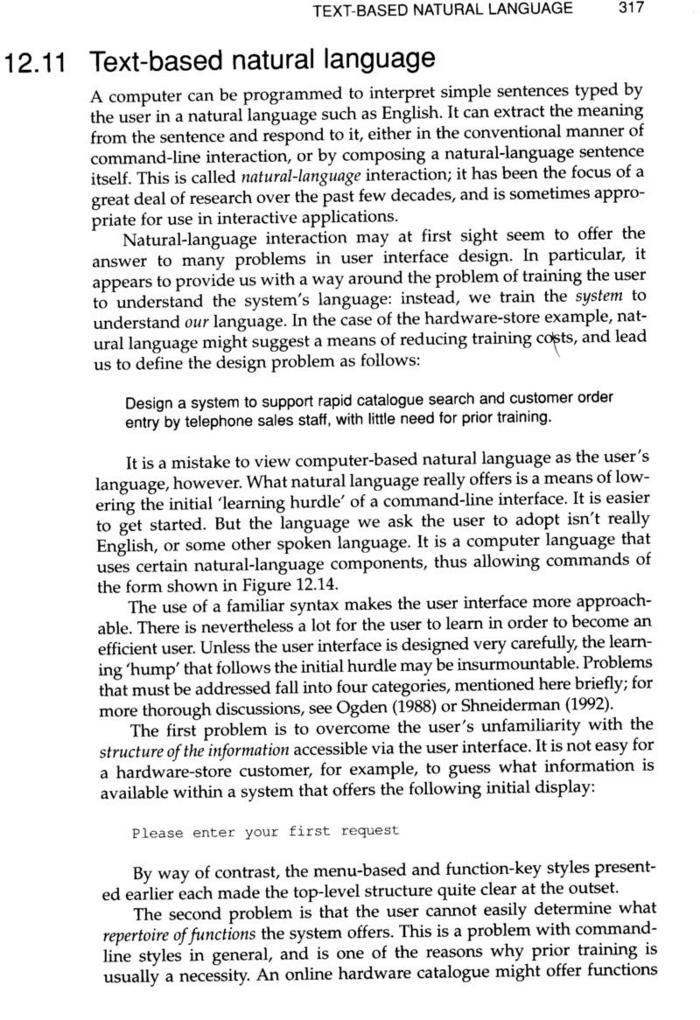 TEXT-BASED NATURAL LANGUAGE 317
12.11 Text-based natural language
A computer can be programmed to interpret simple sentences typed by
the user in a natural language such as English. It can extract the meaning
from the sentence and respond to it, either in the conventional manner of
command-line interaction, or by composing a natural-language sentence
itself. This is called natural-language interaction; it has been the focus of a
great deal of research over the past few decades, and is sometimes appro-
priate for use in interactive applications.
Natural-language interaction may at first sight seem to offer the
answer to many problems in user interface design. In particular, it
appears to provide us with a way around the problem of training the user
to understand the system's language: instead, we train the system to
understand our language. In the case of the hardware-store example, nat-
ural language might suggest a means of reducing training costs, and lead
us to define the design problem as follows:
Design a system to support rapid catalogue search and customer order
entry by telephone sales staff, with little need for prior training.
It is a mistake to view computer-based natural language as the user's
language, however. What natural language really offers is a means of low-
ering the initial 'learning hurdle' of a command-line interface. It is easier
to get started. But the language we ask the user to adopt isn't really
English, or some other spoken language. It is a computer language that
uses certain natural-language components, thus allowing commands of
the form shown in Figure 12.14.
The use of a familiar syntax makes the user interface more approach-
able. There is nevertheless a lot for the user to learn in order to become an
efficient user. Unless the user interface is designed very carefully, the learn-
ing 'hump' that follows the initial hurdle may be insurmountable. Problems
that must be addressed fall into four categories, mentioned here briefly; for
more thorough discussions, see Ogden (1988) or Shneiderman (1992).
The first problem is to overcome the user's unfamiliarity with the
structure of the information accessible via the user interface. It is not easy for
a hardware-store customer, for example, to guess what information is
available within a system that offers the following initial display:
Please enter your first request
By way of contrast, the menu-based and function-key styles present-
ed earlier each made the top-level structure quite clear at the outset.
The second problem is that the user cannot easily determine what
repertoire of functions the system offers. This is a problem with command-
line styles in general, and is one of the reasons why prior training is
usually a necessity. An online hardware catalogue might offer functions